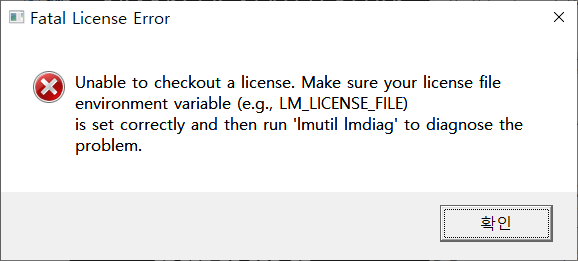 Fatal License Error
Unable to checkout a license. Make sure your license file
environment variable (e.g., LM_LICENSE_FILE)
is set correctly and then run 'lmutil lmdiag' to diagnose the
problem.
확인